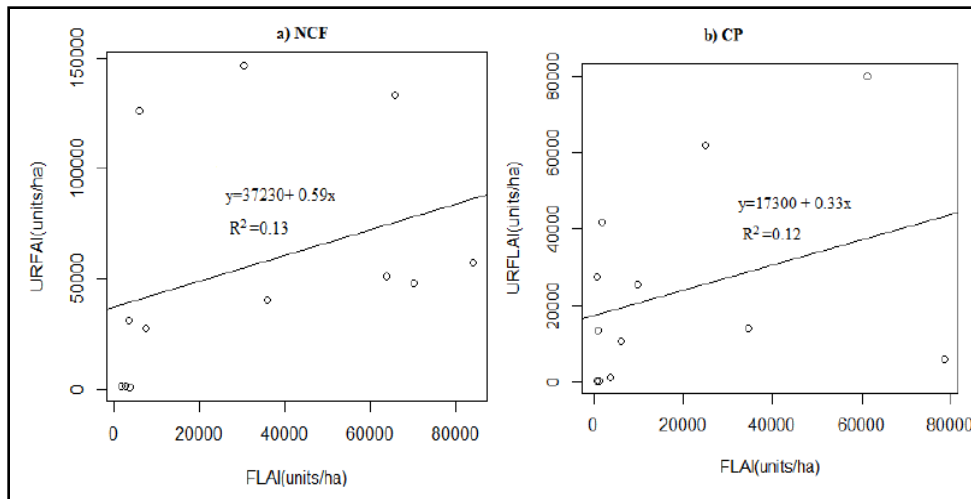 a) NCF
150000
100000
50000
0
URFAI(units/ha)
y=37230+ 0.59x
R²=0.13
0 20000 40000 60000 80000
FLAI(units/ha)
b) CP
80000
60000
40000
20000
0
URFLAI(units/ha)
y=17300 + 0.33x
R²=0.12
0 20000 40000 60000 80000
FLAI(units/ha)